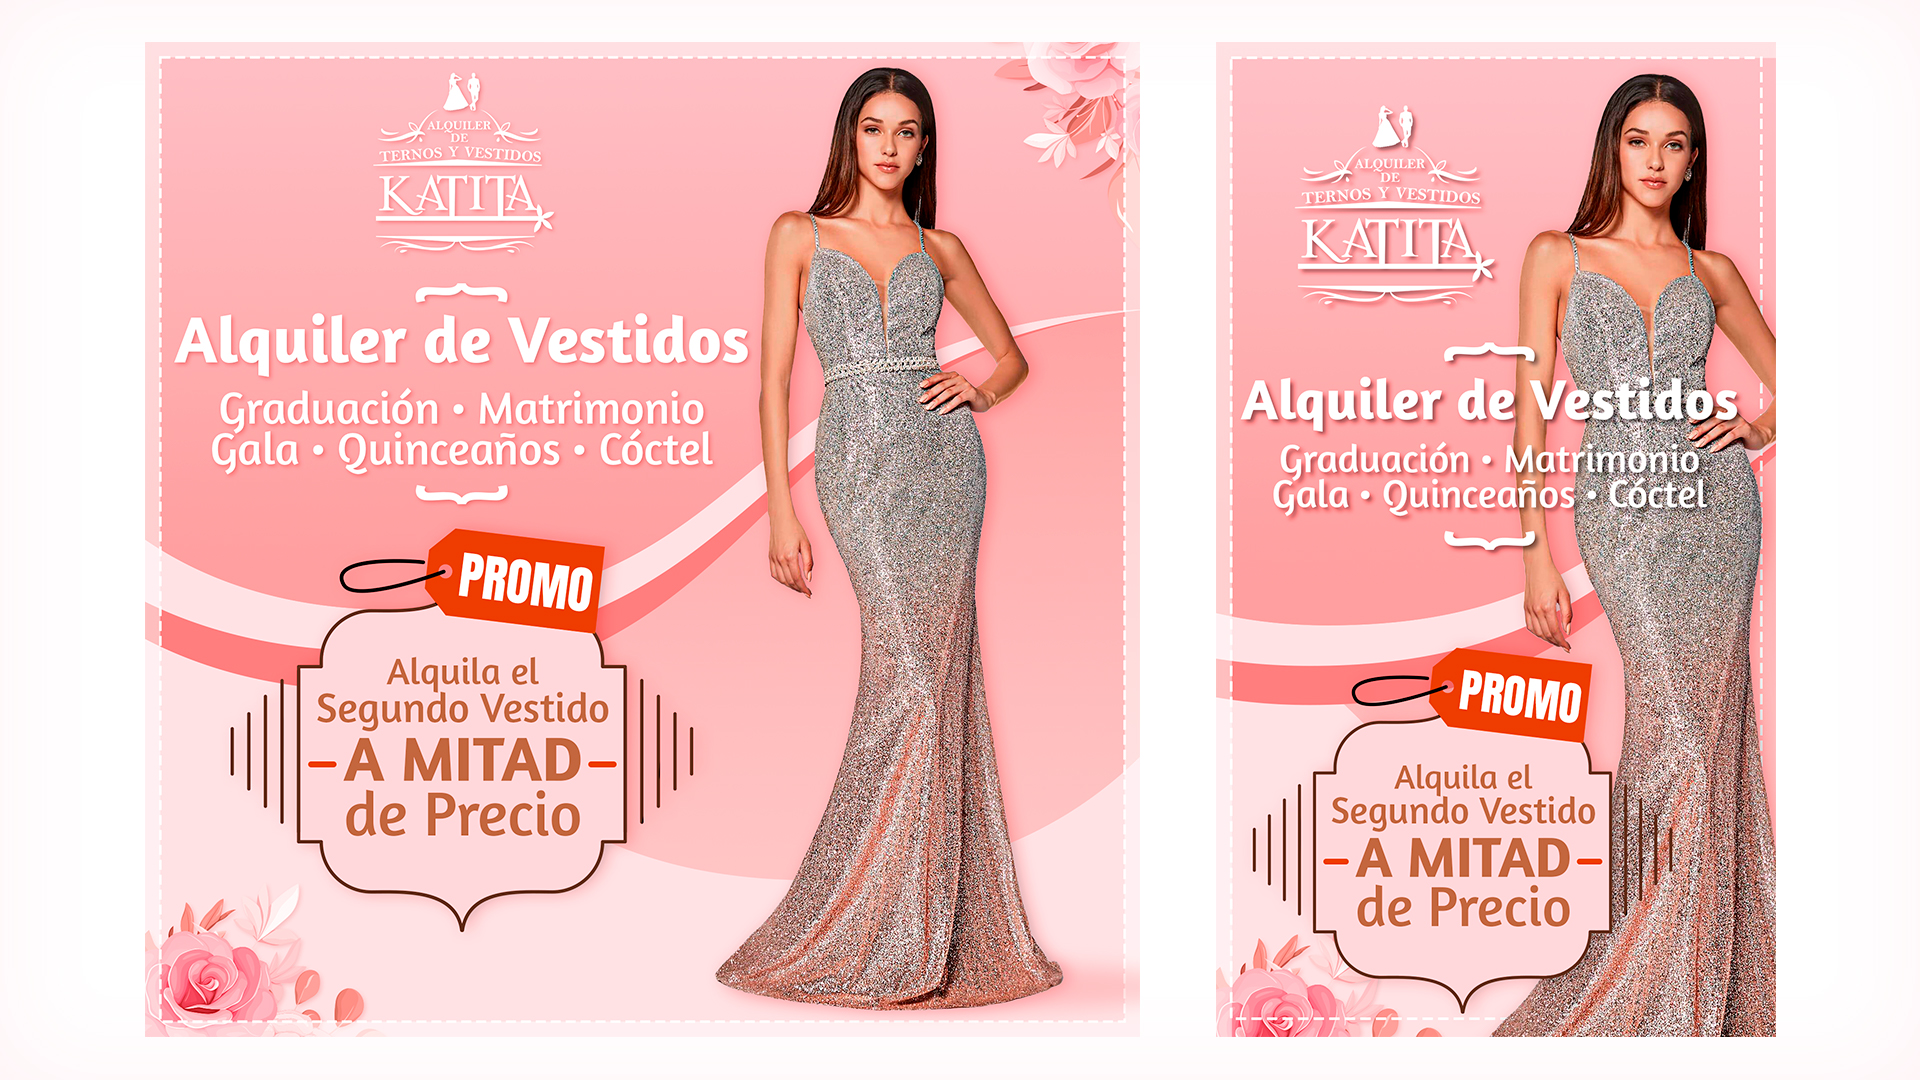 ALQUILER
DE
TERNOS Y VESTIDOS
KATITA
Alquiler de Vestidos
Graduación • Matrimonio
Gala • Quinceaños • Cóctel
PROMO
Alquila el
Segundo Vestido
A MITAD
de Precio
ALQUILER
DE
TERNOS Y VESTIDOS
KATITA
Alquiler de Vestidos
Graduación • Matrimonio
Gala • Quinceaños • Cóctel
PROMO
Alquila el
Segundo Vestido
A MITAD
de Precio